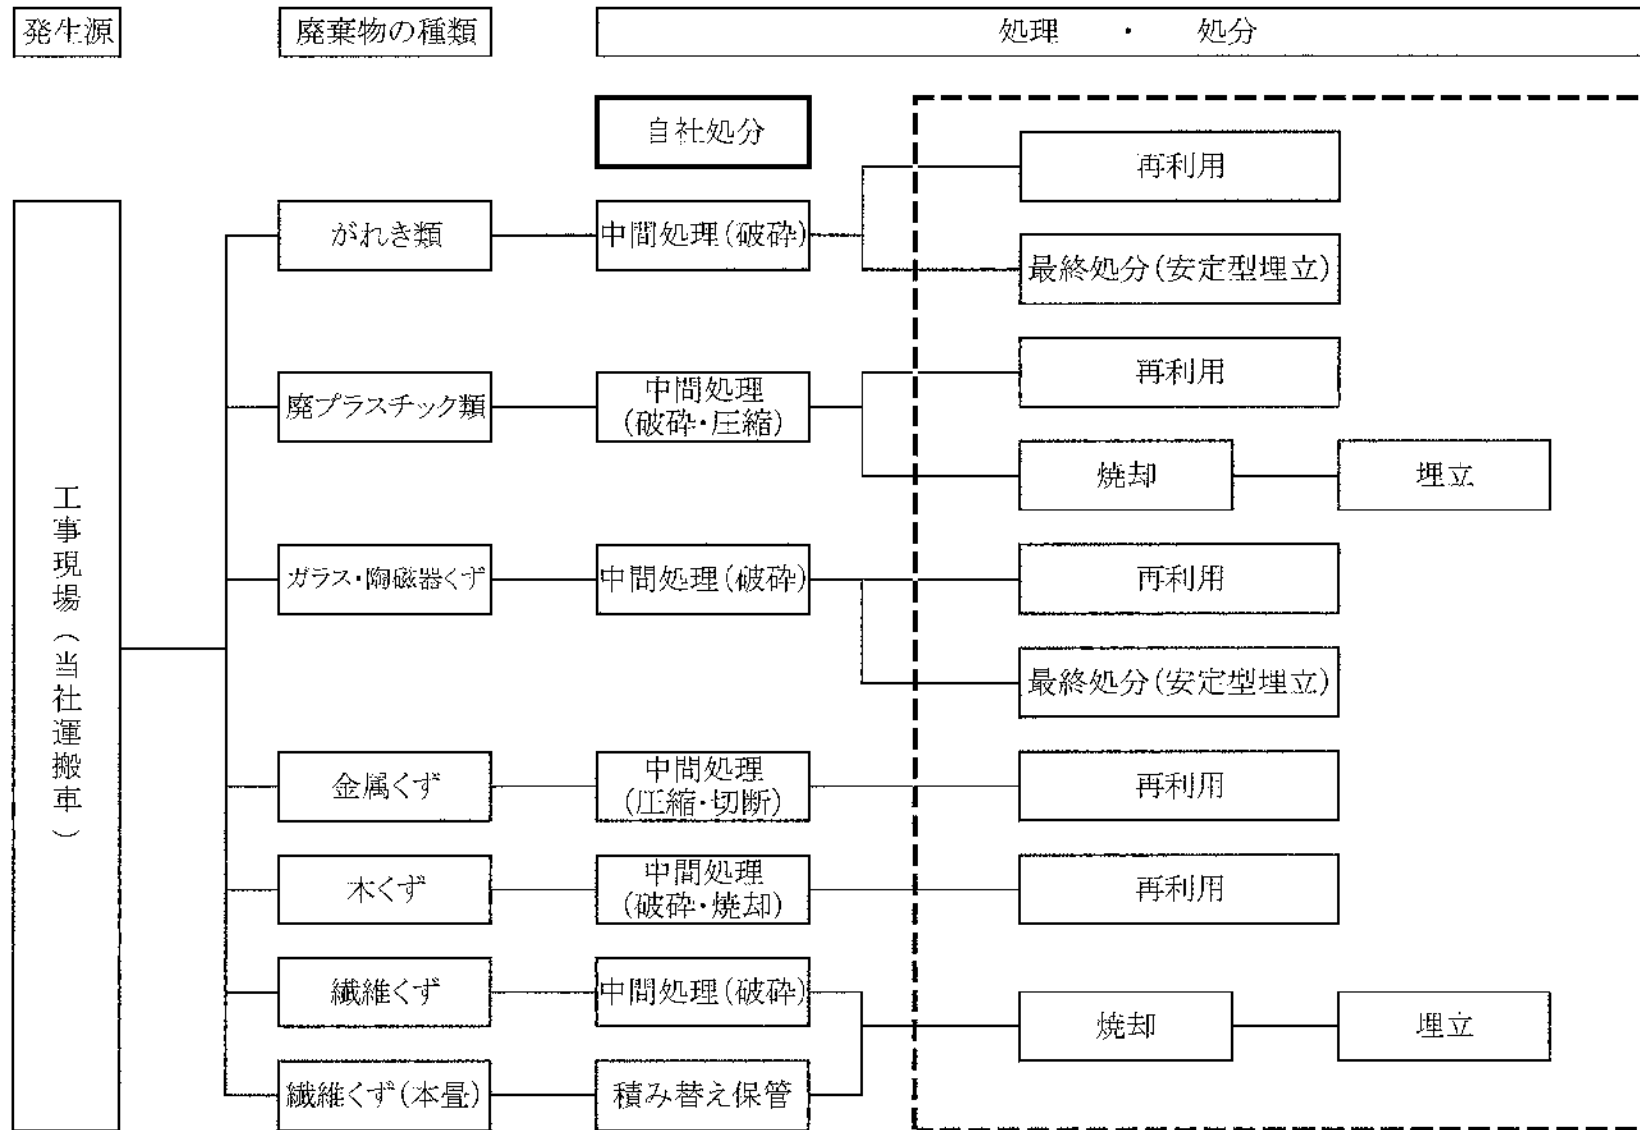 発生源
廃棄物の種類
処理 ・ 処分
自社処分
再利用
がれき類
中間処理(破砕)
最終処分(安定型埋立)
再利用
廃プラスチック類
中間処理
(破砕・圧縮)
焼却
埋立
工事現場(当社運搬車)
ガラス・陶磁器くず
中間処理(破砕)
再利用
最終処分(安定型埋立)
金属くず
中間処理
(圧縮・切断)
再利用
木くず
中間処理
(破砕・焼却)
再利用
繊維くず
中間処理(破砕)
焼却
埋立
繊維くず(本畳)
積み替え保管